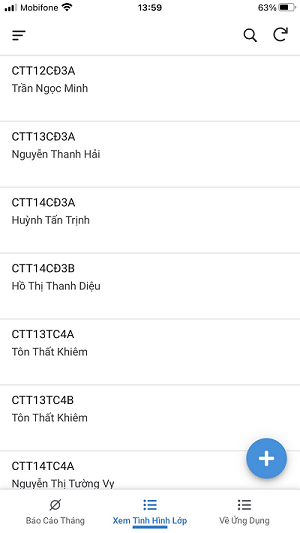 Mobifone 13:59 63%
CTT12CĐ3A
Trần Ngọc Minh
CTT13CĐ3A
Nguyễn Thanh Hải
CTT14CĐ3A
Huỳnh Tấn Trịnh
CTT14CĐ3B
Hồ Thị Thanh Diệu
CTT13TC4A
Tôn Thất Khiêm
CTT13TC4B
Tôn Thất Khiêm
CTT14TC4A
Nguyễn Thị Tường Vy
Báo Cáo Tháng Xem Tình Hình Lớp Về Ứng Dụng